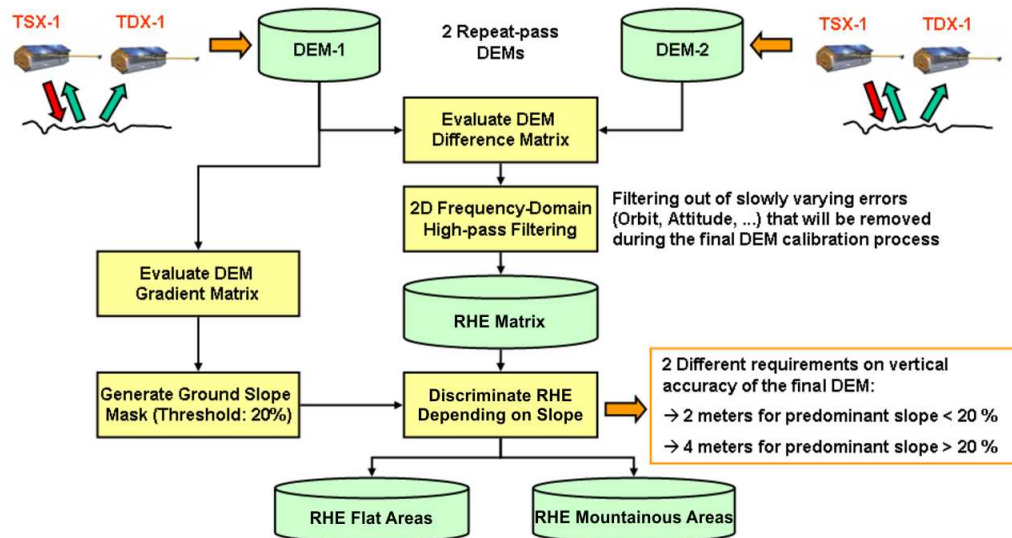 TSX-1
TDX-1
DEM-1
2 Repeat-pass
DEMs
DEM-2
TSX-1
TDX-1
Evaluate DEM
Difference Matrix
2D Frequency-Domain
High-pass Filtering
Filtering out of slowly varying errors
(Orbit, Attitude, ...) that will be removed
during the final DEM calibration process
Evaluate DEM
Gradient Matrix
RHE Matrix
Generate Ground Slope
Mask (Threshold: 20%)
Discriminate RHE
Depending on Slope
2 Different requirements on vertical
accuracy of the final DEM:
→ 2 meters for predominant slope < 20 %
→ 4 meters for predominant slope > 20 %
RHE Flat Areas
RHE Mountainous Areas